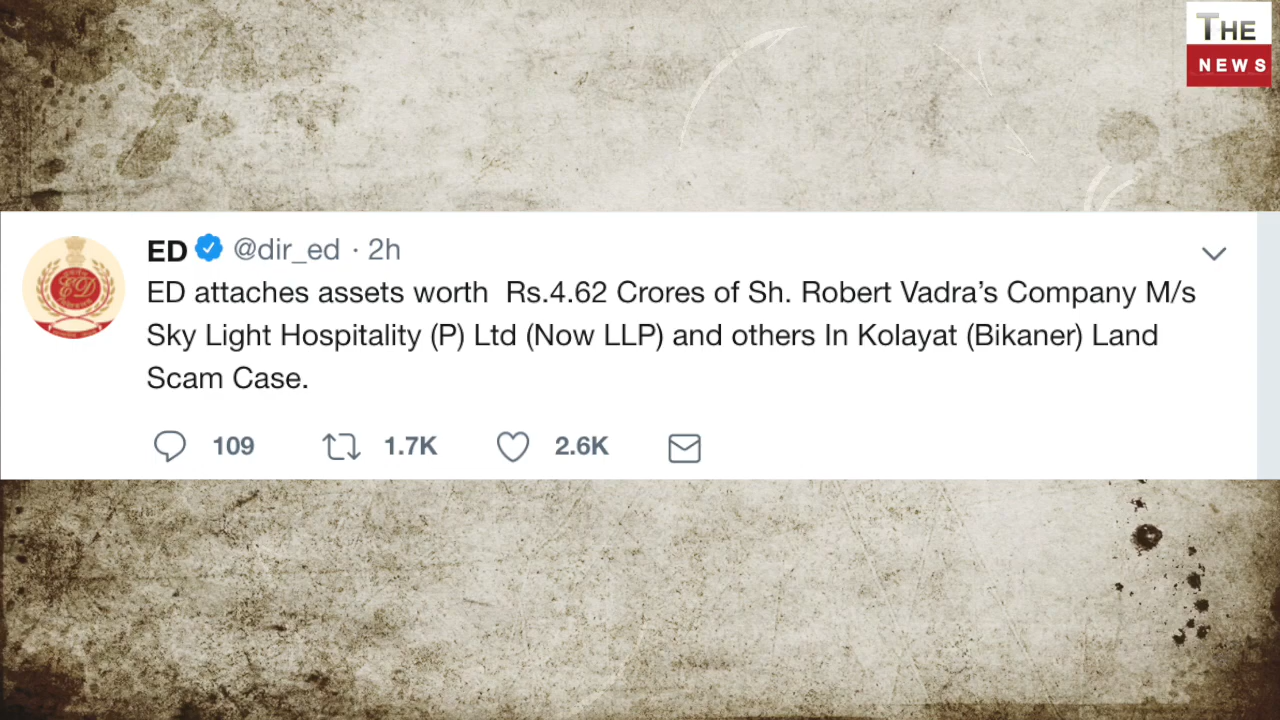 THE
NEWS
ED @dir_ed · 2h
ED attaches assets worth Rs.4.62 Crores of Sh. Robert Vadra’s Company M/s
Sky Light Hospitality (P) Ltd (Now LLP) and others In Kolayat (Bikaner) Land
Scam Case.
109 1.7K 2.6K